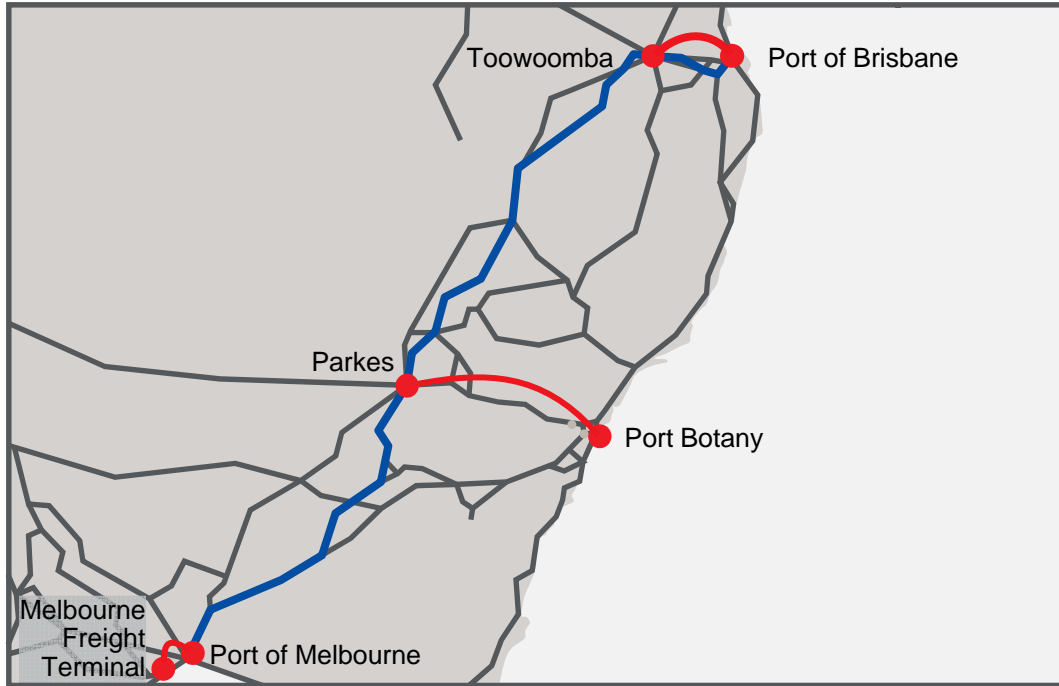 Toowoomba
Port of Brisbane
Parkes
Port Botany
Melbourne
Freight
Terminal
Port of Melbourne